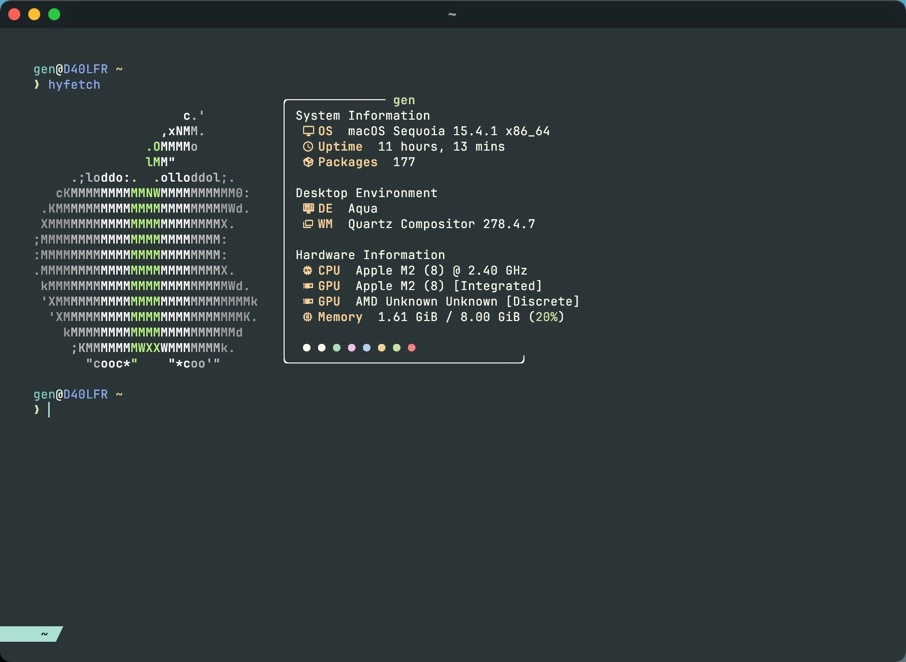 ~
gen@D40LFR ~
❯ hyfetch
gen
System Information
OS macOS Sequoia 15.4.1 x86_64
Uptime 11 hours, 13 mins
Packages 177
Desktop Environment
DE Aqua
WM Quartz Compositor 278.4.7
Hardware Information
CPU Apple M2 (8) @ 2.40 GHz
GPU Apple M2 (8) [Integrated]
GPU AMD Unknown Unknown [Discrete]
Memory 1.61 GiB / 8.00 GiB (20%)
c.'
,xNMM.
.OMMMMo
lMM"
.;loddo:. .olloddol;.
cKMMMMMMMMMMNWMMMMMMMMMM0:
.KMMMMMMMMMMMMMMMMMMMMMMMWd.
XMMMMMMMMMMMMMMMMMMMMMMMX.
;MMMMMMMMMMMMMMMMMMMMMMMM:
:MMMMMMMMMMMMMMMMMMMMMMMM:
.MMMMMMMMMMMMMMMMMMMMMMMMX.
kMMMMMMMMMMMMMMMMMMMMMMMMWd.
'XMMMMMMMMMMMMMMMMMMMMMMMMMMk
'XMMMMMMMMMMMMMMMMMMMMMMMMK.
kMMMMMMMMMMMMMMMMMMMMMMd
;KMMMMMMMWXXWMMMMMMMk.
"cooc*" "*coo'"
gen@D40LFR ~
❯
~